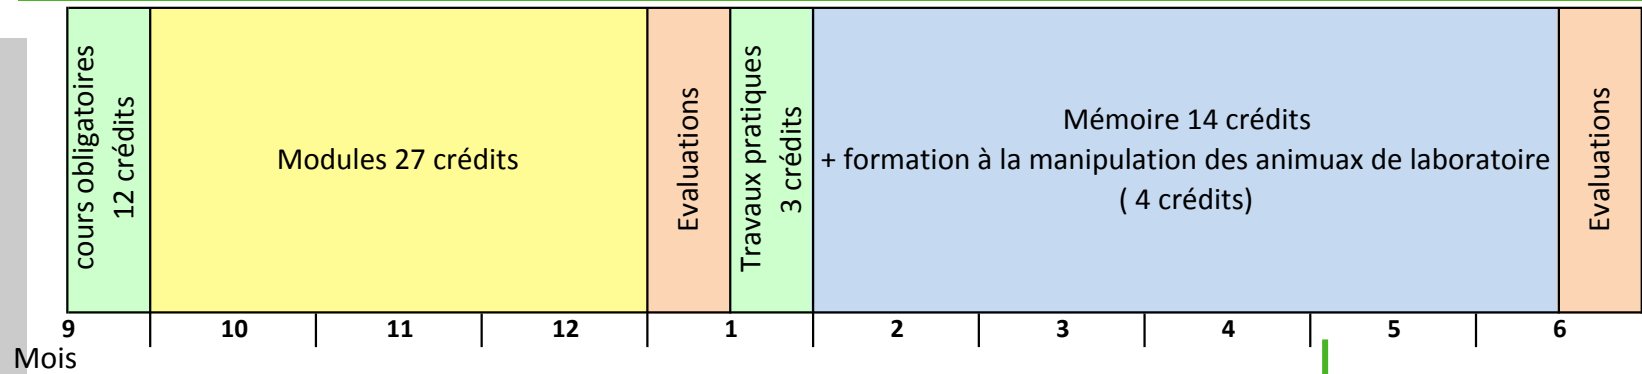 cours obligatoires
12 crédits
Modules 27 crédits
Evaluations
Travaux pratiques
3 crédits
Mémoire 14 crédits
+ formation à la manipulation des animuax de laboratoire
( 4 crédits)
Evaluations
9 10 11 12 1 2 3 4 5 6
Mois